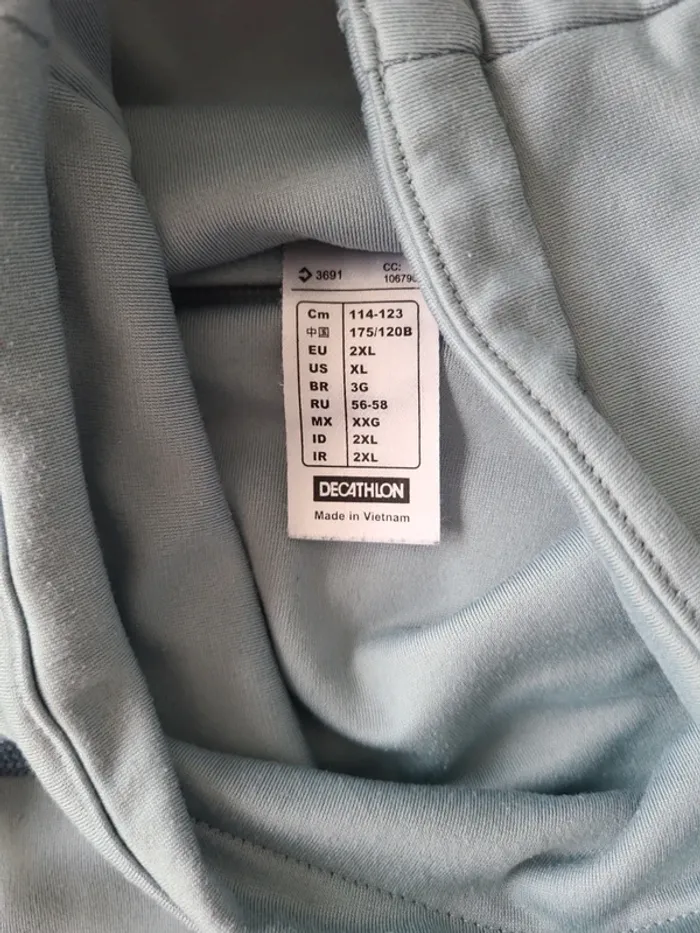 3691
CC:
Cm 114-123
中国 175/120B
EU 2XL
US XL
BR 3G
RU 56-58
MX XXG
ID 2XL
IR 2XL
DECATHLON
Made in Vietnam